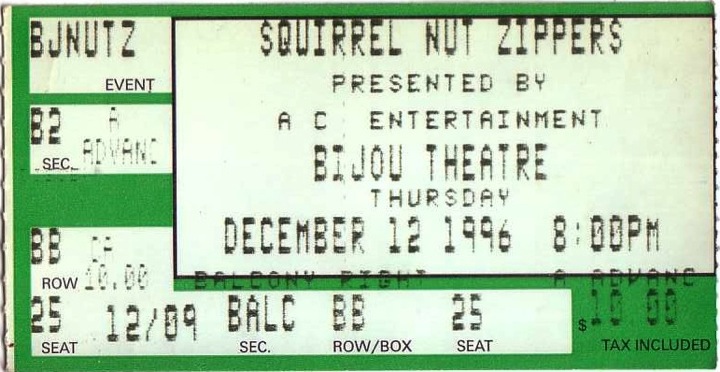 BJNUTZ SQUIRREL NUT ZIPPERS
EVENT PRESENTED BY
B2 A A C ENTERTAINMENT
SEC. ADVANC BIJOU THEATRE
THURSDAY
BB CA DECEMBER 12 1996 8:00PM
ROW 10.00 BALCONY RIGHT A ADVANC
25 12/09 BALC BB 25 $ 10.00
SEAT SEC. ROW/BOX SEAT TAX INCLUDED